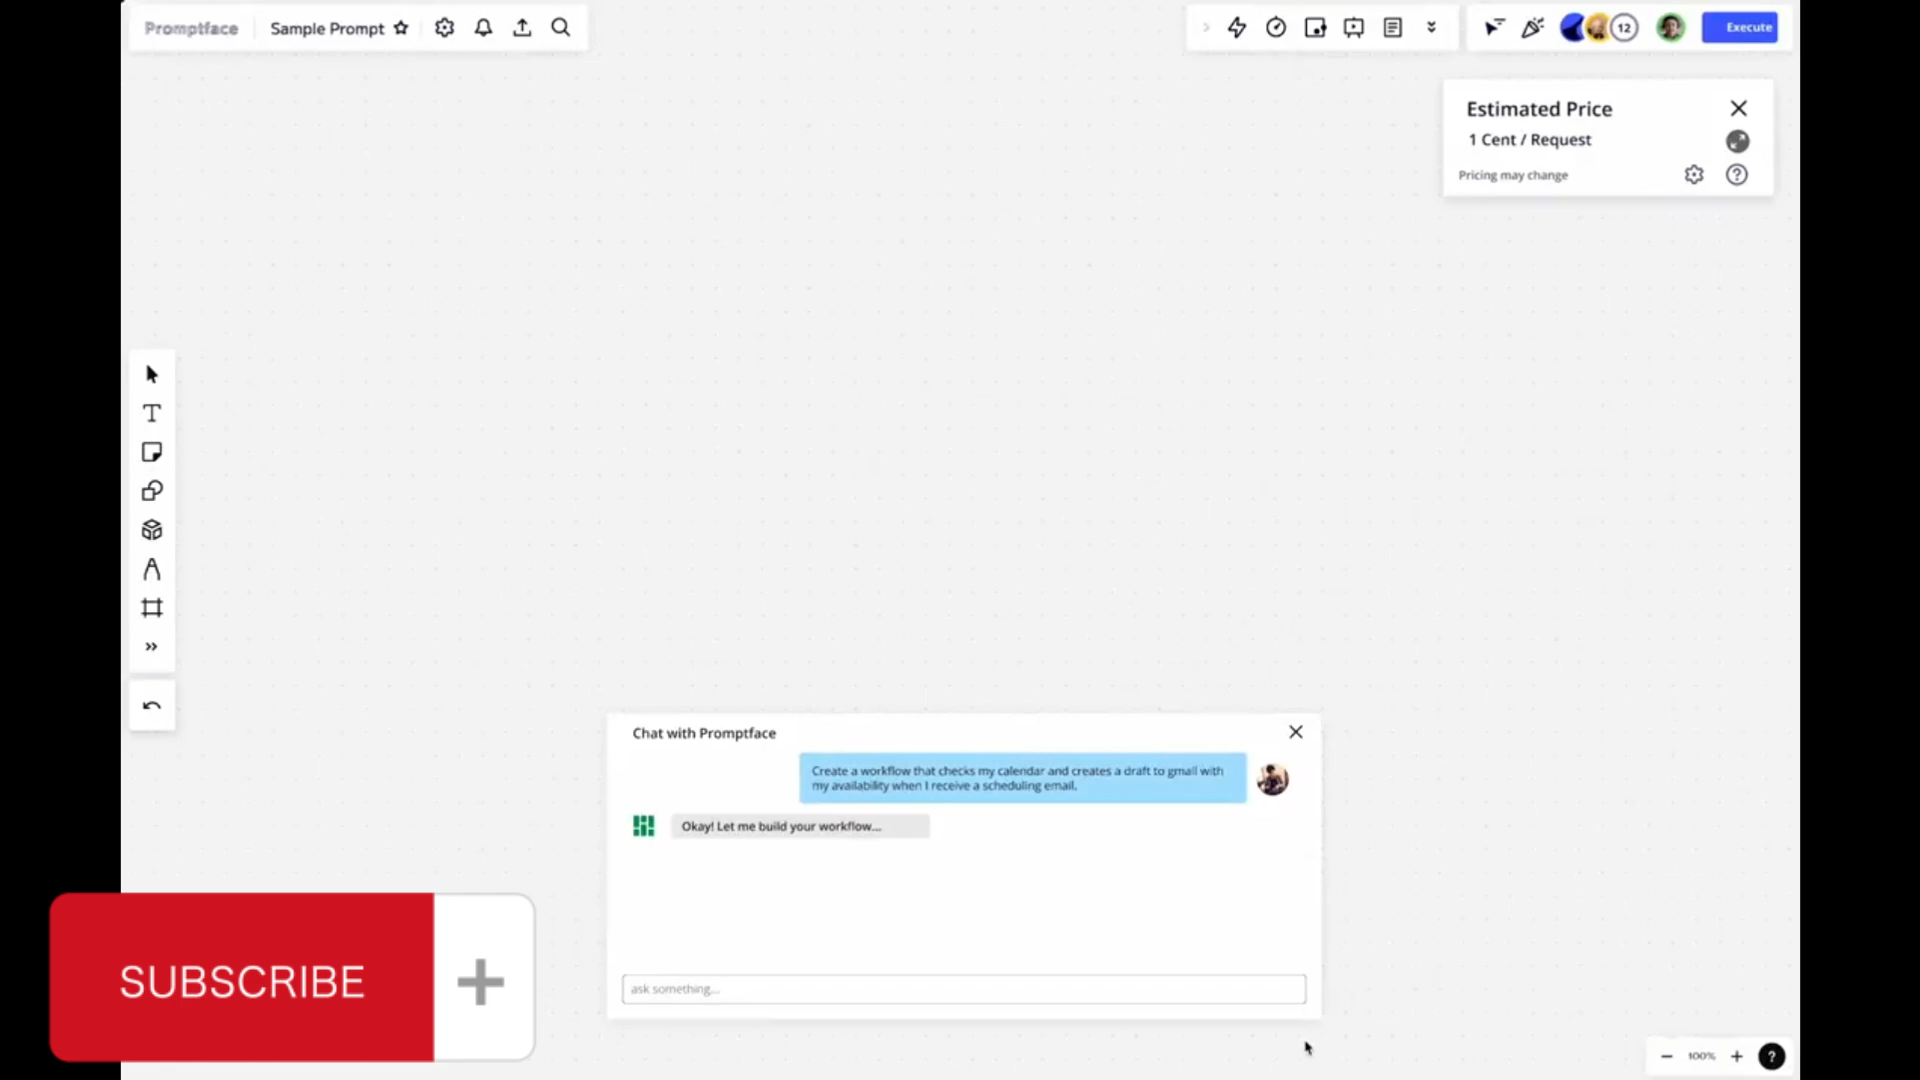 Promptface
Sample Prompt
12
Execute
Estimated Price
1 Cent / Request
Pricing may change
Chat with Promptface
Create a workflow that checks my calendar and creates a draft to gmail with
my availability when I receive a scheduling email.
Okay! Let me build your workflow...
ask something...
SUBSCRIBE
100%